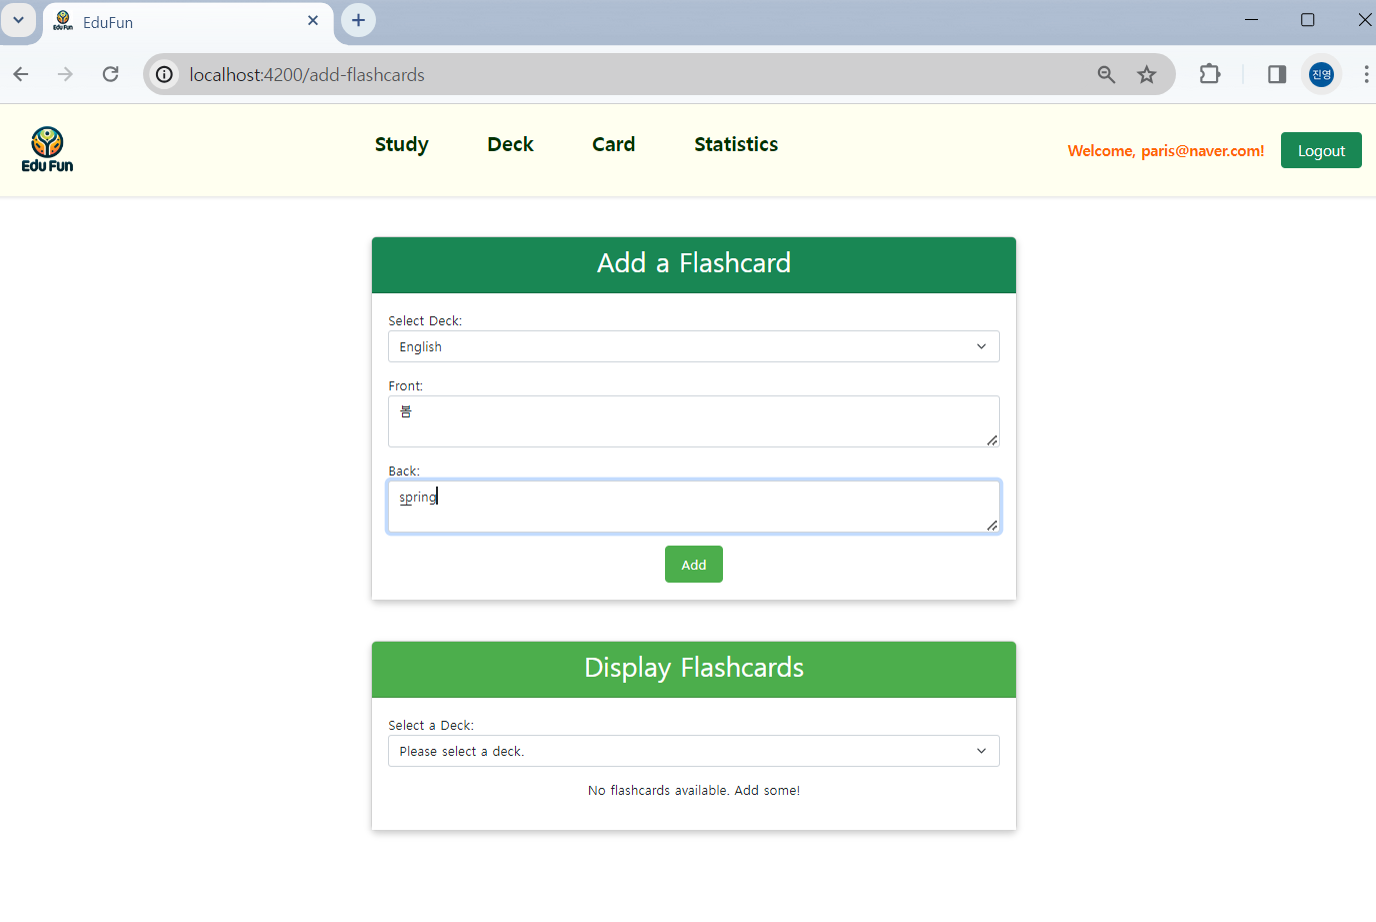 EduFun
localhost:4200/add-flashcards
진영
Edu Fun
Study Deck Card Statistics
Welcome, paris@naver.com! Logout
Add a Flashcard
Select Deck:
English
Front:
봄
Back:
spring
Add
Display Flashcards
Select a Deck:
Please select a deck.
No flashcards available. Add some!